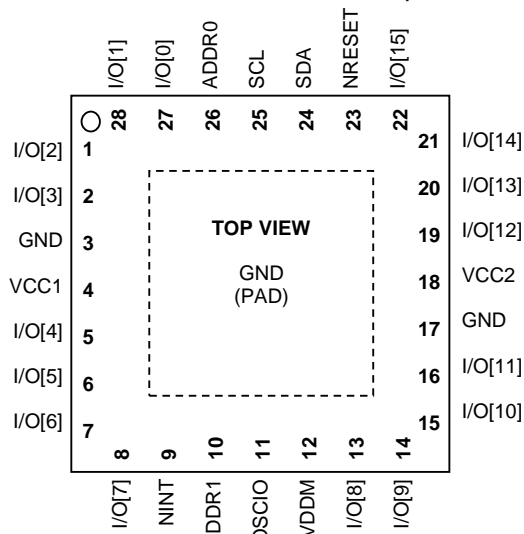 I/O[1]
I/O[0]
ADDR0
SCL
SDA
NRESET
I/O[15]
28
27
26
25
24
23
22
I/O[2] 1
I/O[3] 2
GND 3
VCC1 4
I/O[4] 5
I/O[5] 6
I/O[6] 7
TOP VIEW
GND
(PAD)
21 I/O[14]
20 I/O[13]
19 I/O[12]
18 VCC2
17 GND
16 I/O[11]
15 I/O[10]
8
9
10
11
12
13
14
I/O[7]
NINT
DDR1
OSCIO
VDDM
I/O[8]
I/O[9]